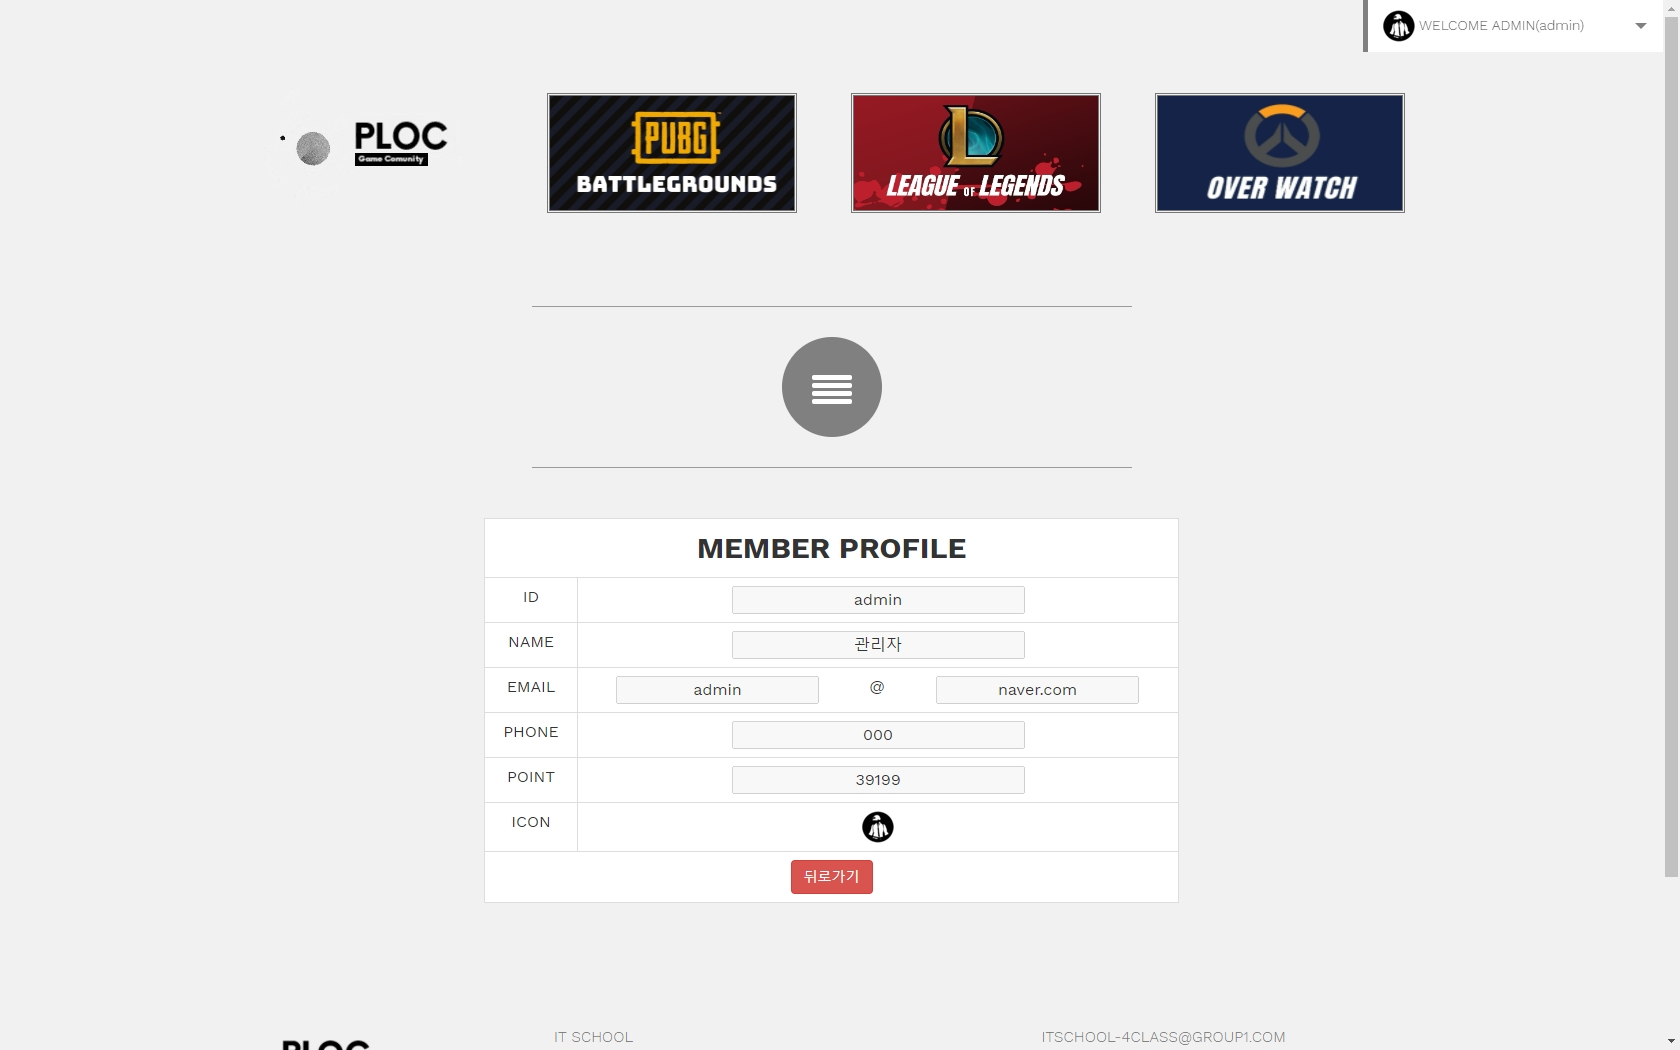 WELCOME ADMIN(admin)
PLOC
Game Comunity
PUBG
BATTLEGROUNDS
LEAGUE OF LEGENDS
OVER WATCH
MEMBER PROFILE
ID admin
NAME 관리자
EMAIL admin @ naver.com
PHONE 000
POINT 39199
ICON
뒤로가기
PLOC
IT SCHOOL
ITSCHOOL-4CLASS@GROUP1.COM